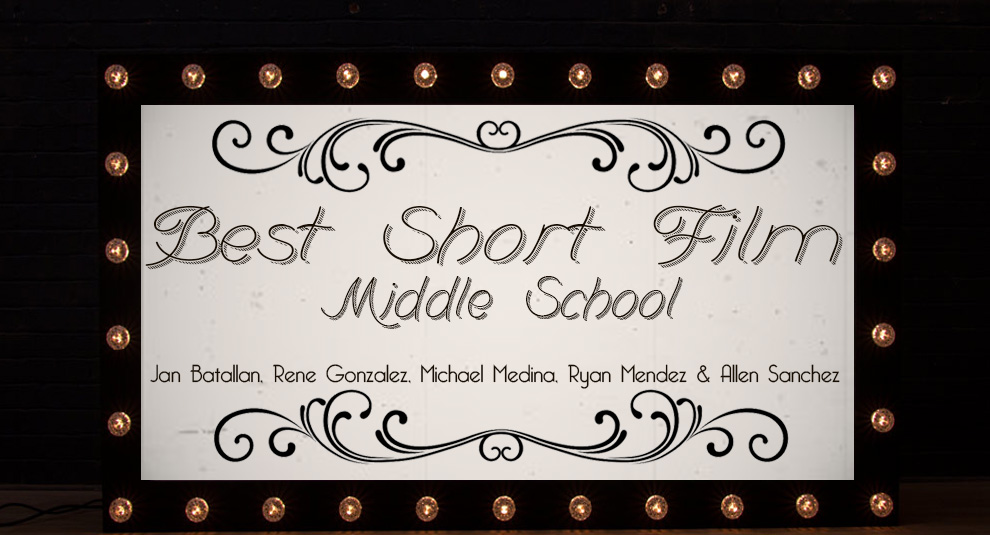 Best Short Film
Middle School
Jan Batallan, Rene Gonzalez, Michael Medina, Ryan Mendez & Allen Sanchez